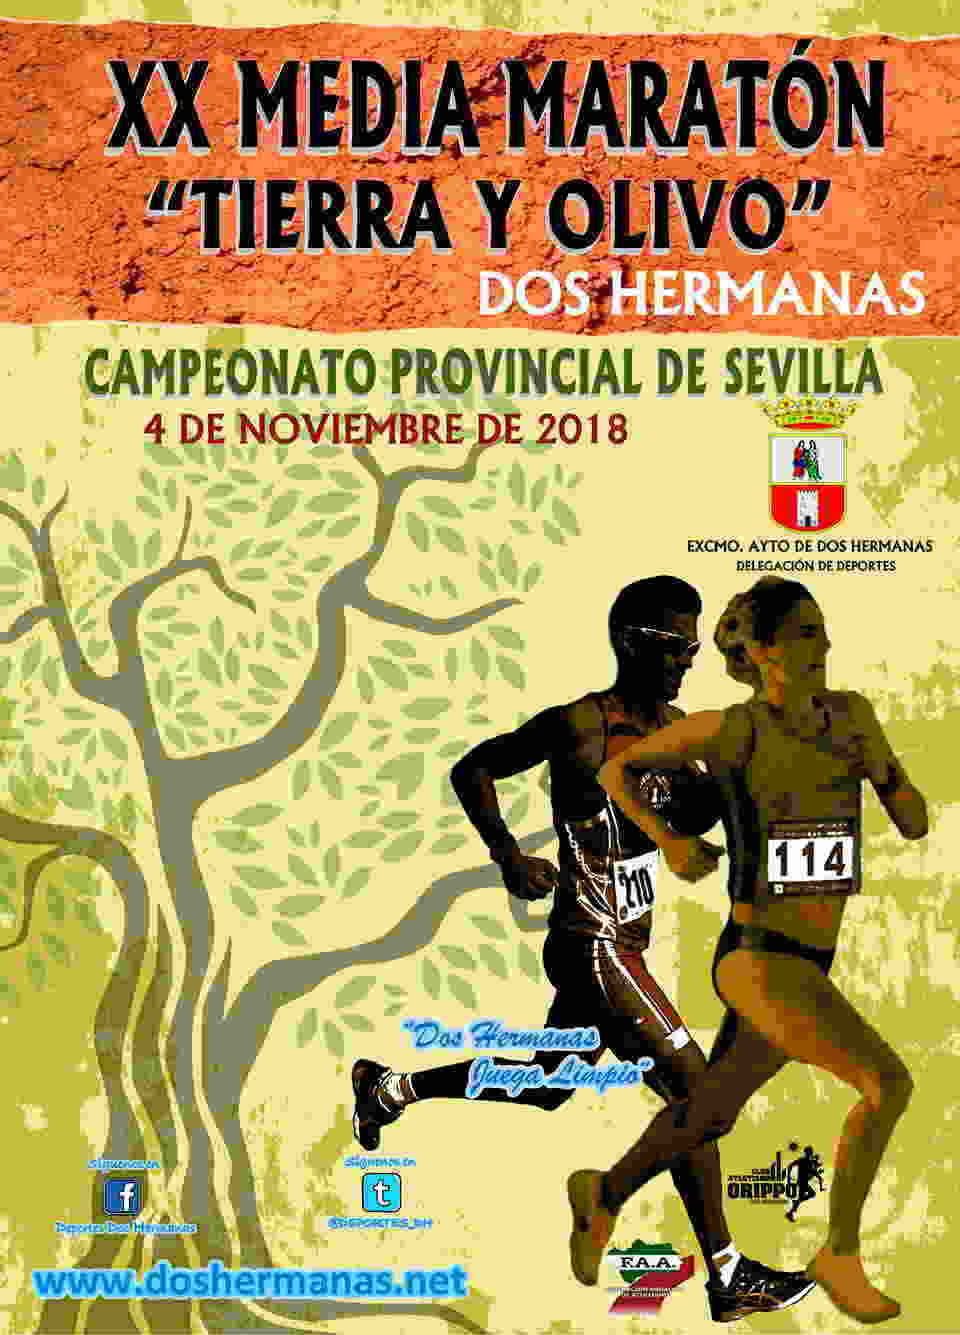 XX MEDIA MARATÓN
“TIERRA Y OLIVO”
DOS HERMANAS
CAMPEONATO PROVINCIAL DE SEVILLA
4 DE NOVIEMBRE DE 2018
EXCMO. AYTO DE DOS HERMANAS
DELEGACIÓN DE DEPORTES
114
210
"Dos Hermanas
Juega Limpio"
Síguenos en
Deportes Dos Hermanas
Síguenos en
t
@DEPORTES_DH
f
CLUB
ATLETISMO
ORIPPO
F.A.A.
www.doshermanas.net